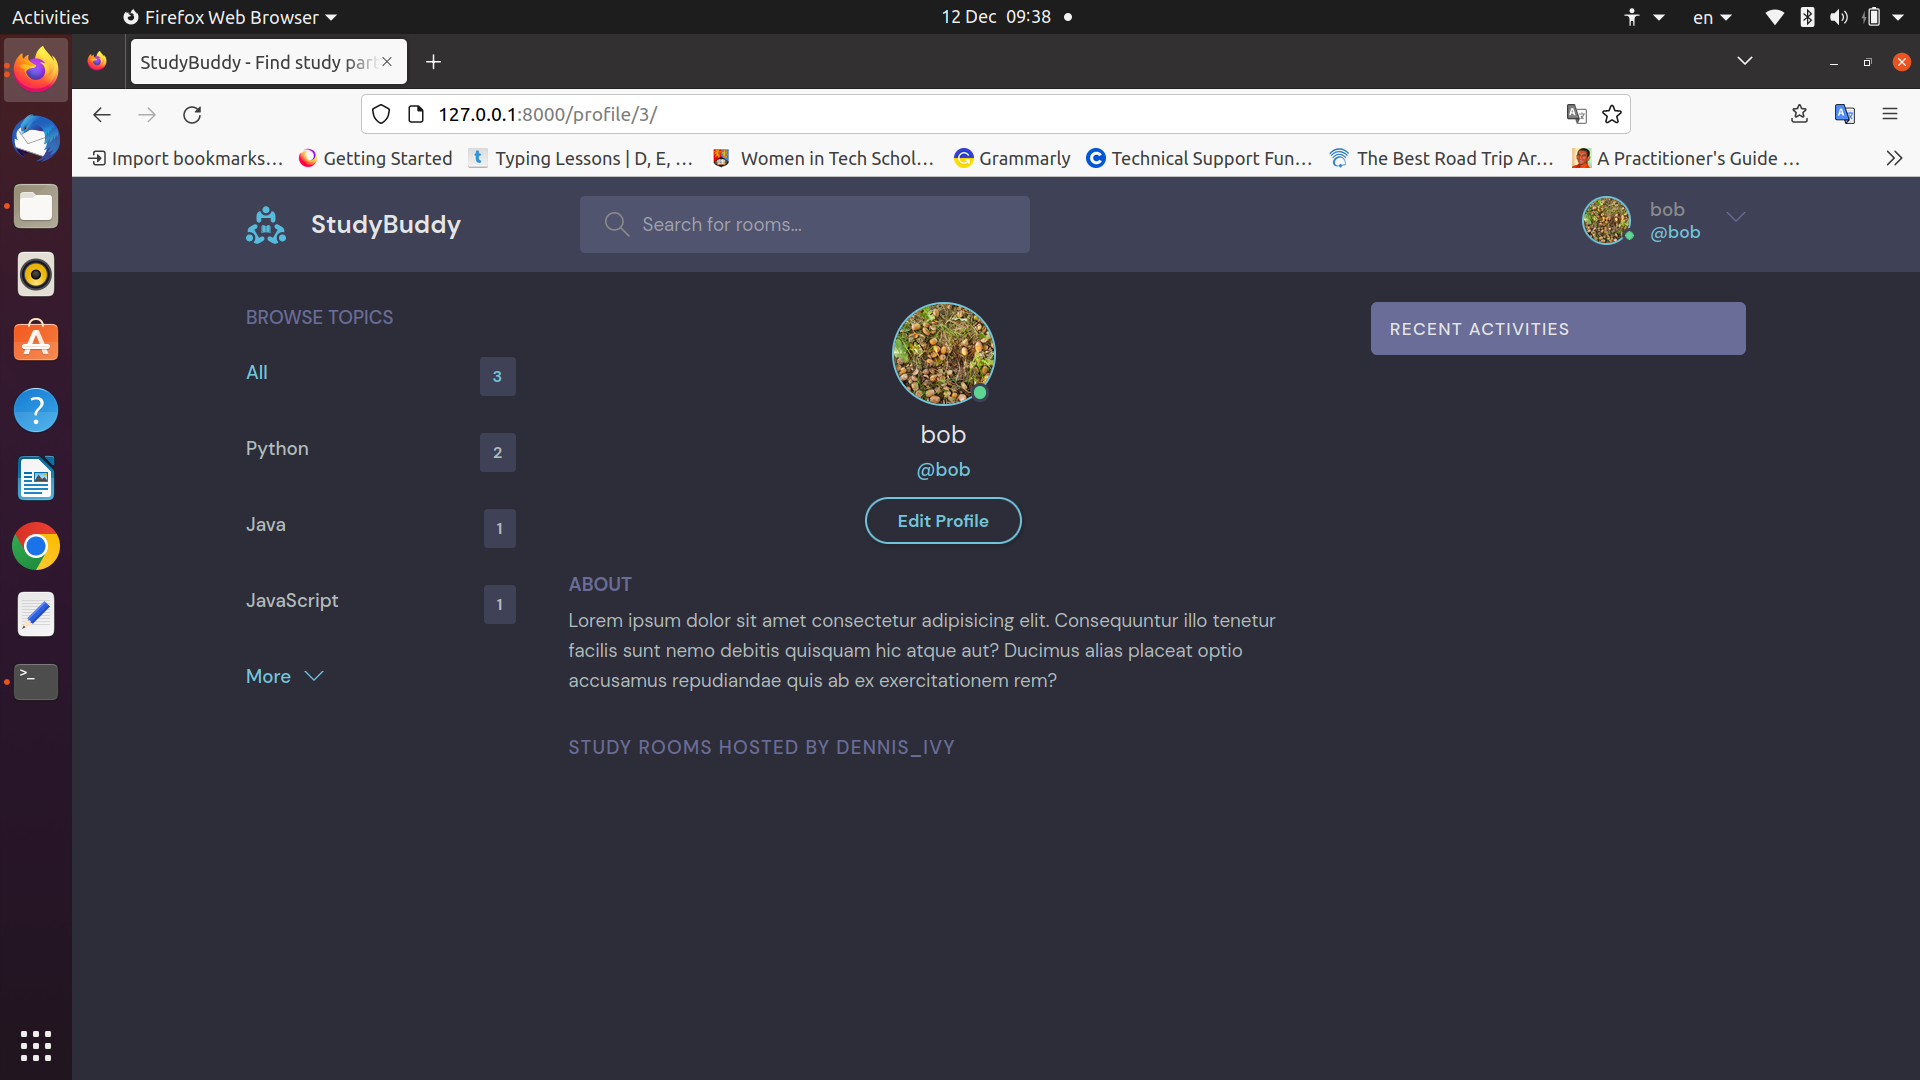 Activities
Firefox Web Browser
12 Dec 09:38
en
StudyBuddy - Find study par
127.0.0.1:8000/profile/3/
Import bookmarks...
Getting Started
Typing Lessons | D, E, ...
Women in Tech Schol...
Grammarly
Technical Support Fun...
The Best Road Trip Ar...
A Practitioner's Guide ...
StudyBuddy
Search for rooms...
bob
@bob
BROWSE TOPICS
All 3
Python 2
Java 1
JavaScript 1
More
bob
@bob
Edit Profile
ABOUT
Lorem ipsum dolor sit amet consectetur adipisicing elit. Consequuntur illo tenetur
facilis sunt nemo debitis quisquam hic atque aut? Ducimus alias placeat optio
accusamus repudiandae quis ab ex exercitationem rem?
STUDY ROOMS HOSTED BY DENNIS_IVY
RECENT ACTIVITIES